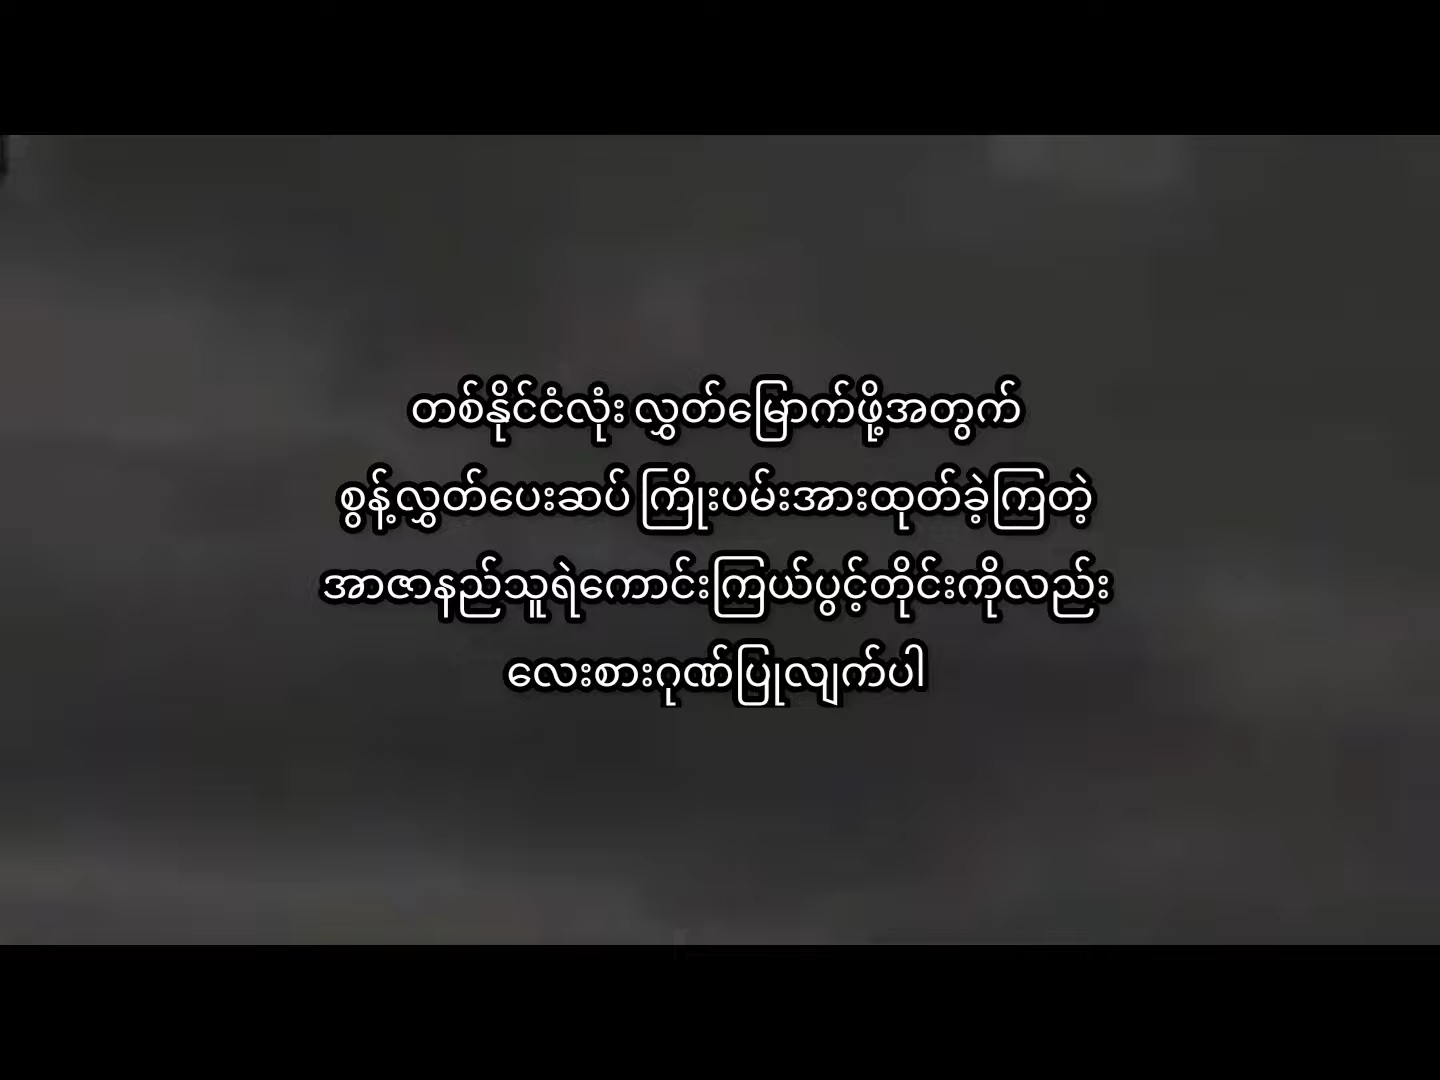 တစ်နိုင်ငံလုံး လွှတ်မြောက်ဖို့အတွက်
စွန့်လွှတ်ပေးဆပ် ကြိုးပမ်းအားထုတ်ခဲ့ကြတဲ့
အာဇာနည်သူရဲကောင်းကြယ်ပွင့်တိုင်းကိုလည်း
လေးစားဂုဏ်ပြုလျက်ပါ